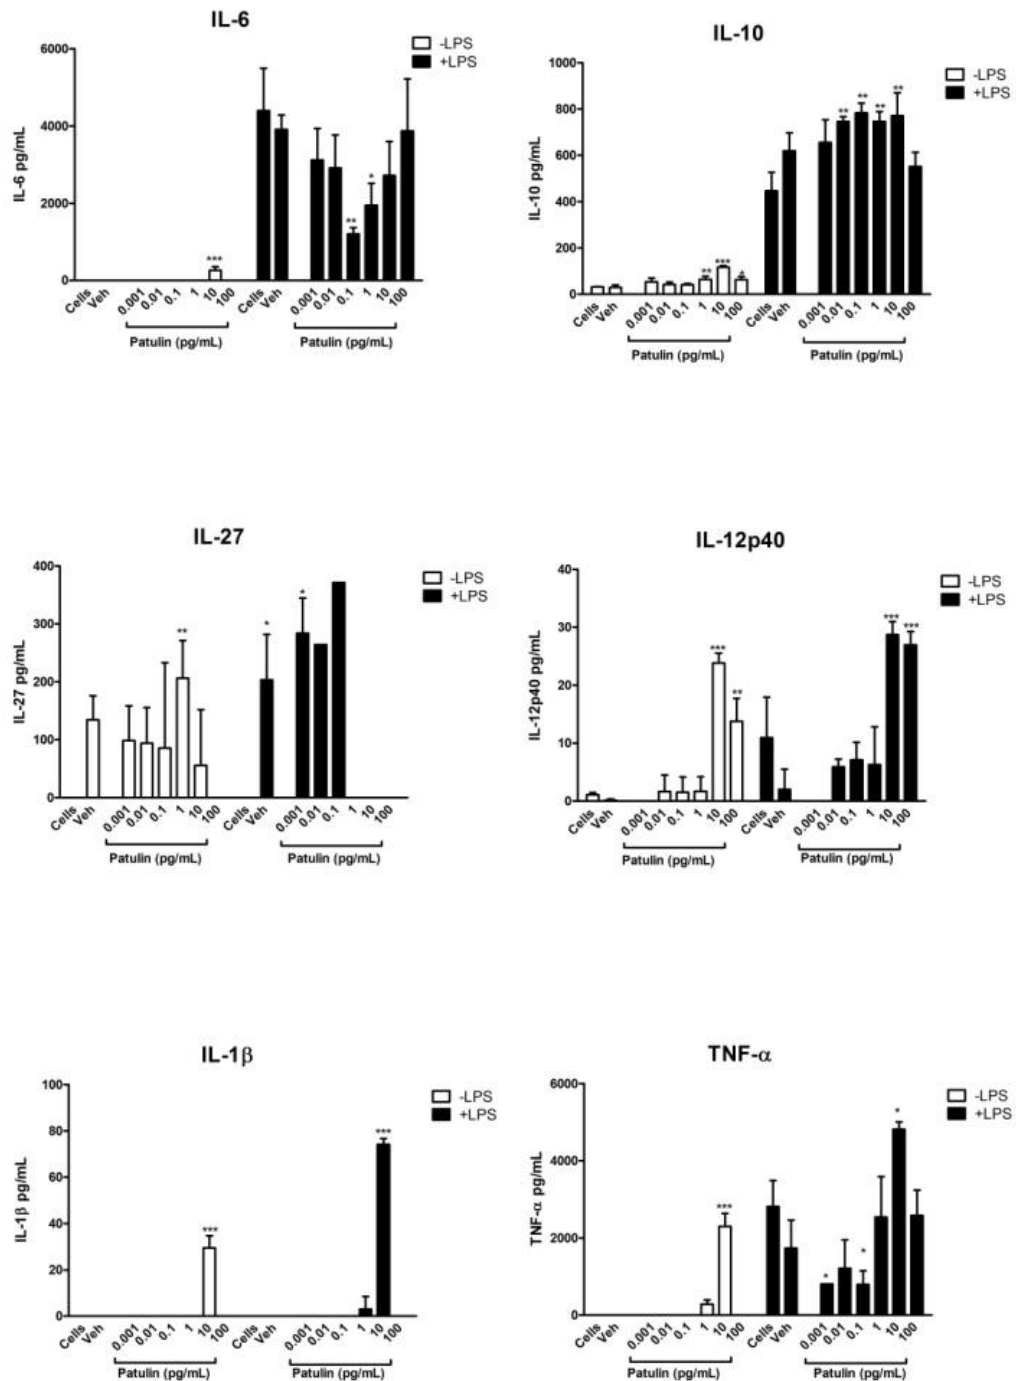 IL-6
-LPS
+LPS
6000
4000
2000
0
IL-6 pg/mL
***
**
*
Cells Veh 0.001 0.01 0.1 1 10 100 Cells Veh 0.001 0.01 0.1 1 10 100
Patulin (pg/mL) Patulin (pg/mL)
IL-10
-LPS
+LPS
1000
800
600
400
200
0
IL-10 pg/mL
** *** * ** ** ** **
Cells Veh 0.001 0.01 0.1 1 10 100 Cells Veh 0.001 0.01 0.1 1 10 100
Patulin (pg/mL) Patulin (pg/mL)
IL-27
-LPS
+LPS
400
300
200
100
0
IL-27 pg/mL
** * *
Cells Veh 0.001 0.01 0.1 1 10 100 Cells Veh 0.001 0.01 0.1 1 10 100
Patulin (pg/mL) Patulin (pg/mL)
IL-12p40
-LPS
+LPS
40
30
20
10
0
IL-12p40 pg/mL
*** ** *** ***
Cells Veh 0.001 0.01 0.1 1 10 100 Cells Veh 0.001 0.01 0.1 1 10 100
Patulin (pg/mL) Patulin (pg/mL)
IL-1β
-LPS
+LPS
100
80
60
40
20
0
IL-1β pg/mL
*** ***
Cells Veh 0.001 0.01 0.1 1 10 100 Cells Veh 0.001 0.01 0.1 1 10 100
Patulin (pg/mL) Patulin (pg/mL)
TNF-α
-LPS
+LPS
6000
4000
2000
0
TNF-α pg/mL
*** * * *
Cells Veh 0.001 0.01 0.1 1 10 100 Cells Veh 0.001 0.01 0.1 1 10 100
Patulin (pg/mL) Patulin (pg/mL)